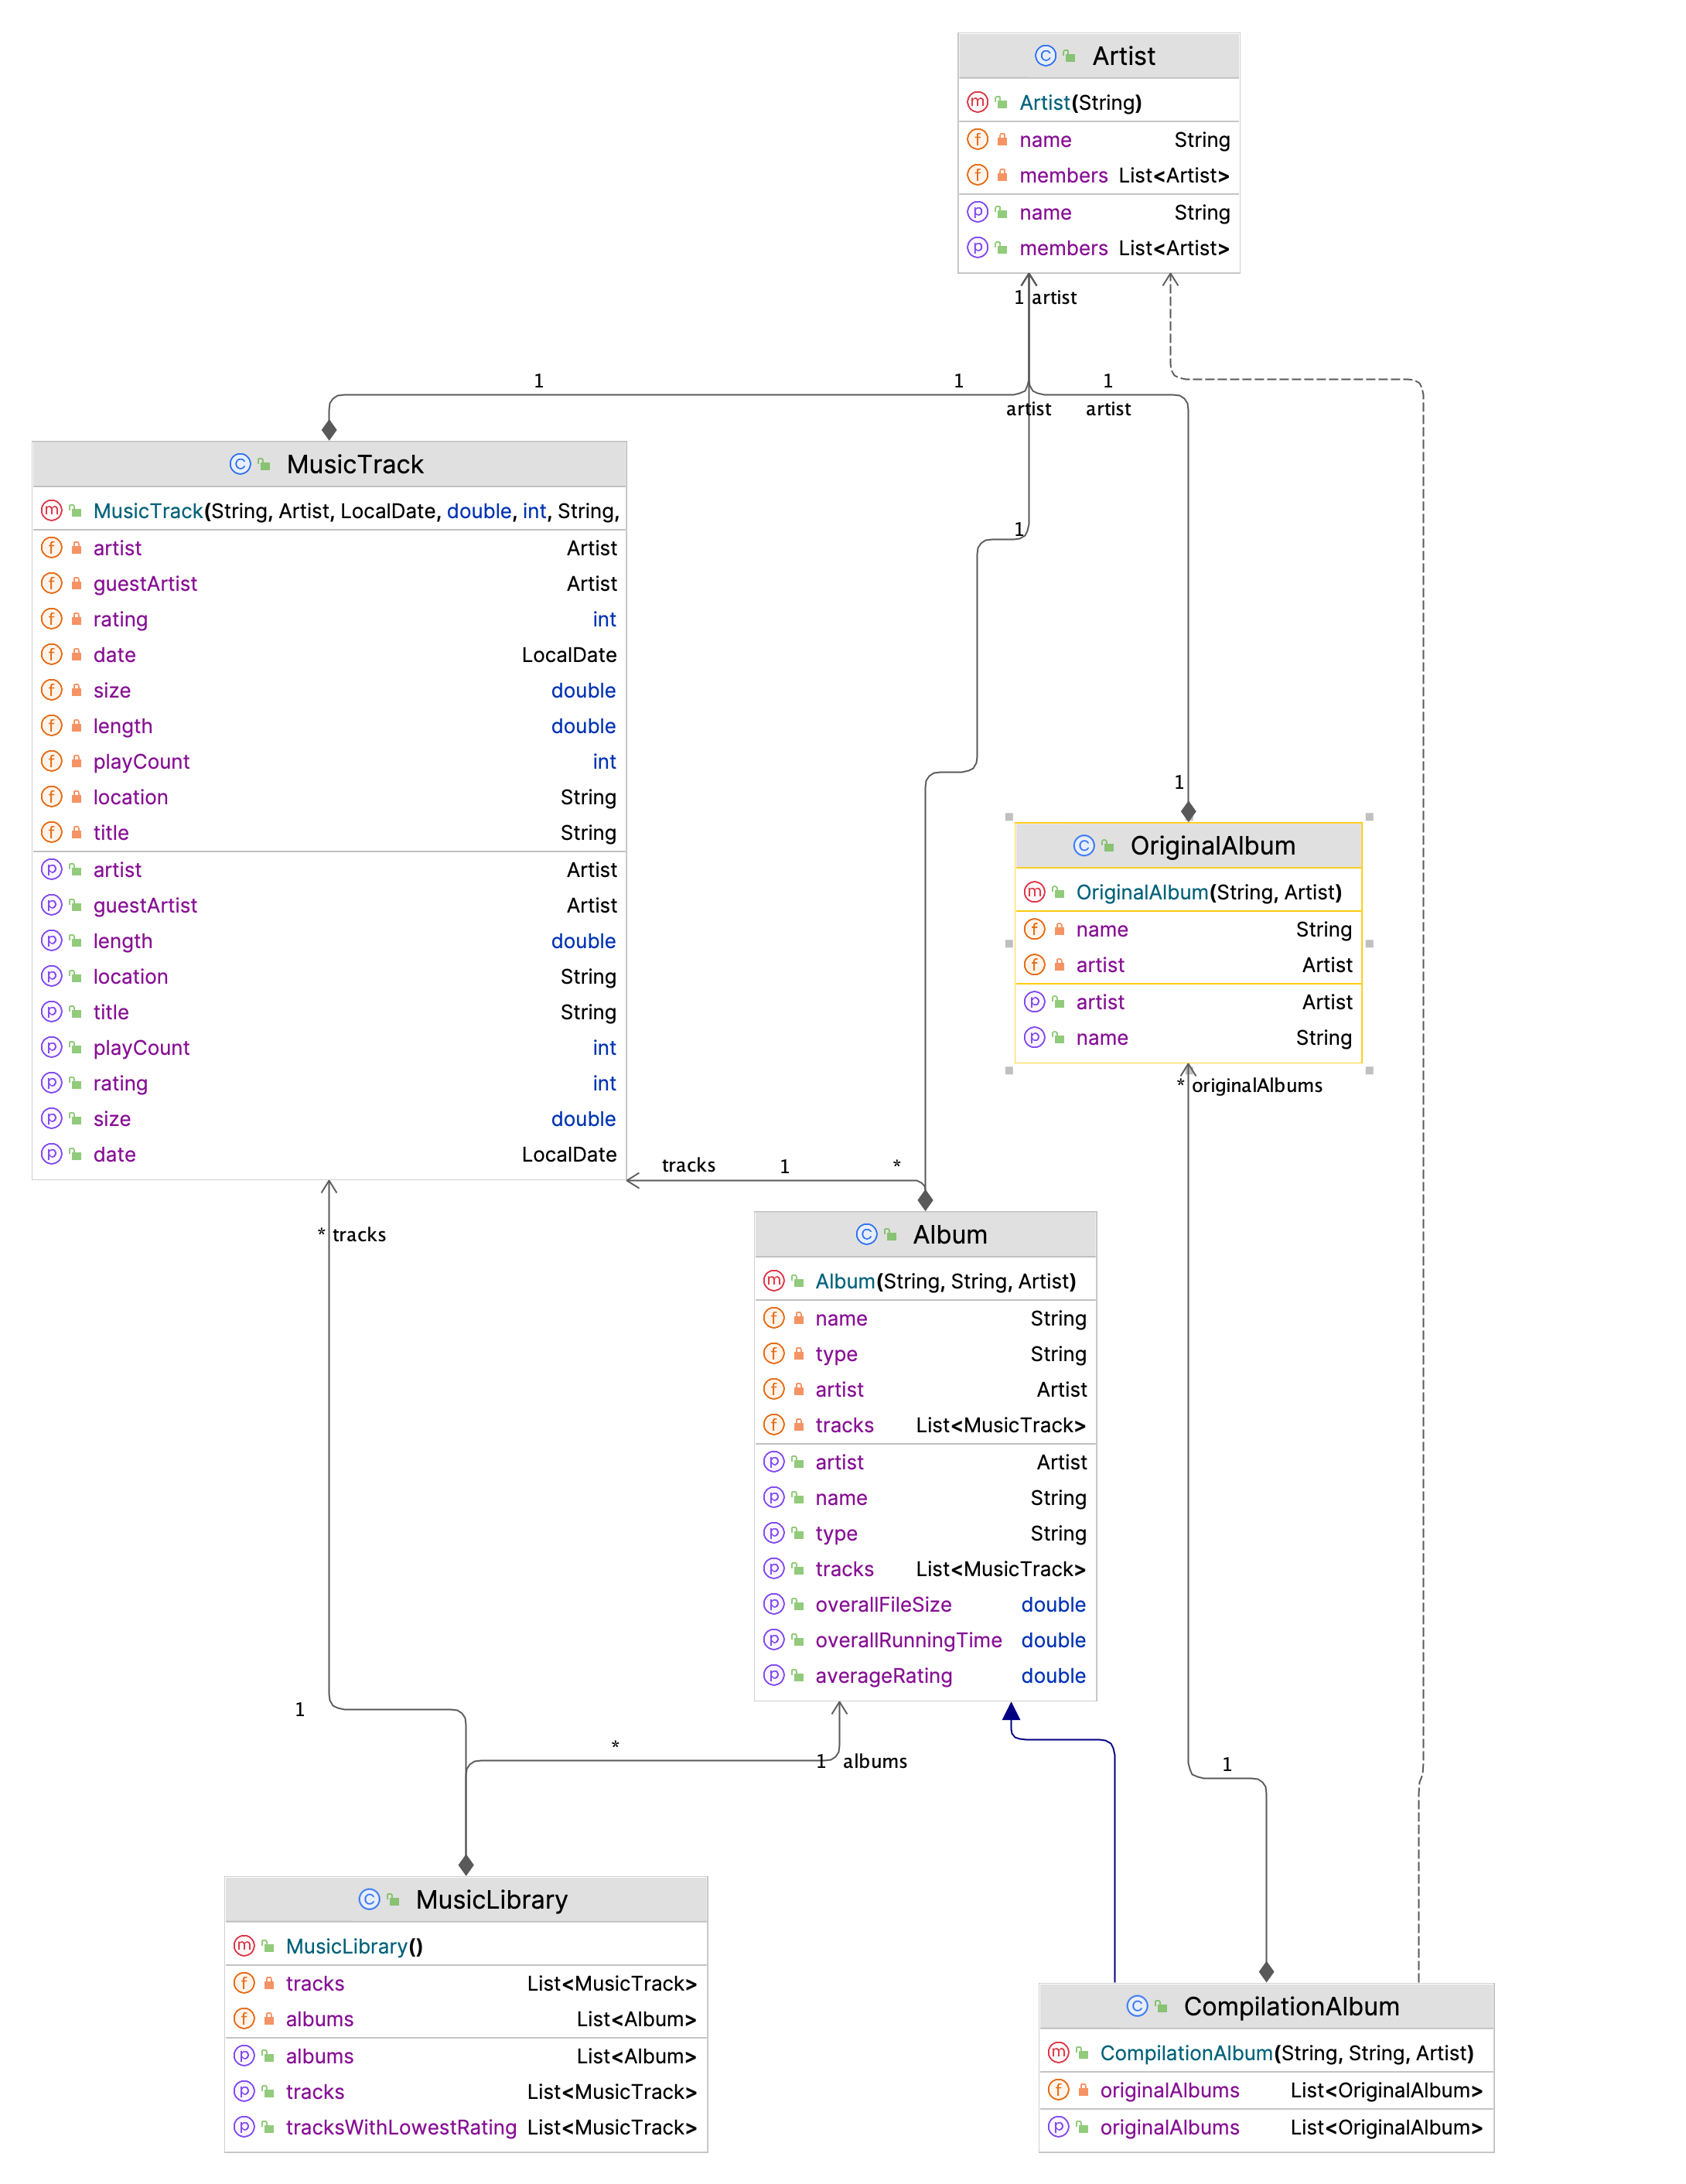 Artist
Artist(String)
name String
members List<Artist>
name String
members List<Artist>
1 artist
1 1 1
artist artist
MusicTrack
MusicTrack(String, Artist, LocalDate, double, int, String,
artist Artist
guestArtist Artist
rating int
date LocalDate
size double
length double
playCount int
location String
title String
artist Artist
guestArtist Artist
length double
location String
title String
playCount int
rating int
size double
date LocalDate
1
1
OriginalAlbum
OriginalAlbum(String, Artist)
name String
artist Artist
artist Artist
name String
* originalAlbums
tracks 1 *
* tracks
Album
Album(String, String, Artist)
name String
type String
artist Artist
tracks List<MusicTrack>
artist Artist
name String
type String
tracks List<MusicTrack>
overallFileSize double
overallRunningTime double
averageRating double
1
*
1 albums
1
MusicLibrary
MusicLibrary()
tracks List<MusicTrack>
albums List<Album>
albums List<Album>
tracks List<MusicTrack>
tracksWithLowestRating List<MusicTrack>
CompilationAlbum
CompilationAlbum(String, String, Artist)
originalAlbums List<OriginalAlbum>
originalAlbums List<OriginalAlbum>